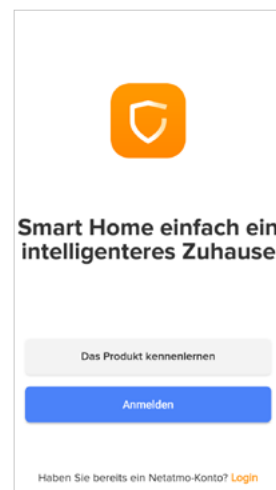 Smart Home einfach ein
intelligenteres Zuhause
Das Produkt kennenlernen
Anmelden
Haben Sie bereits ein Netatmo-Konto? Login